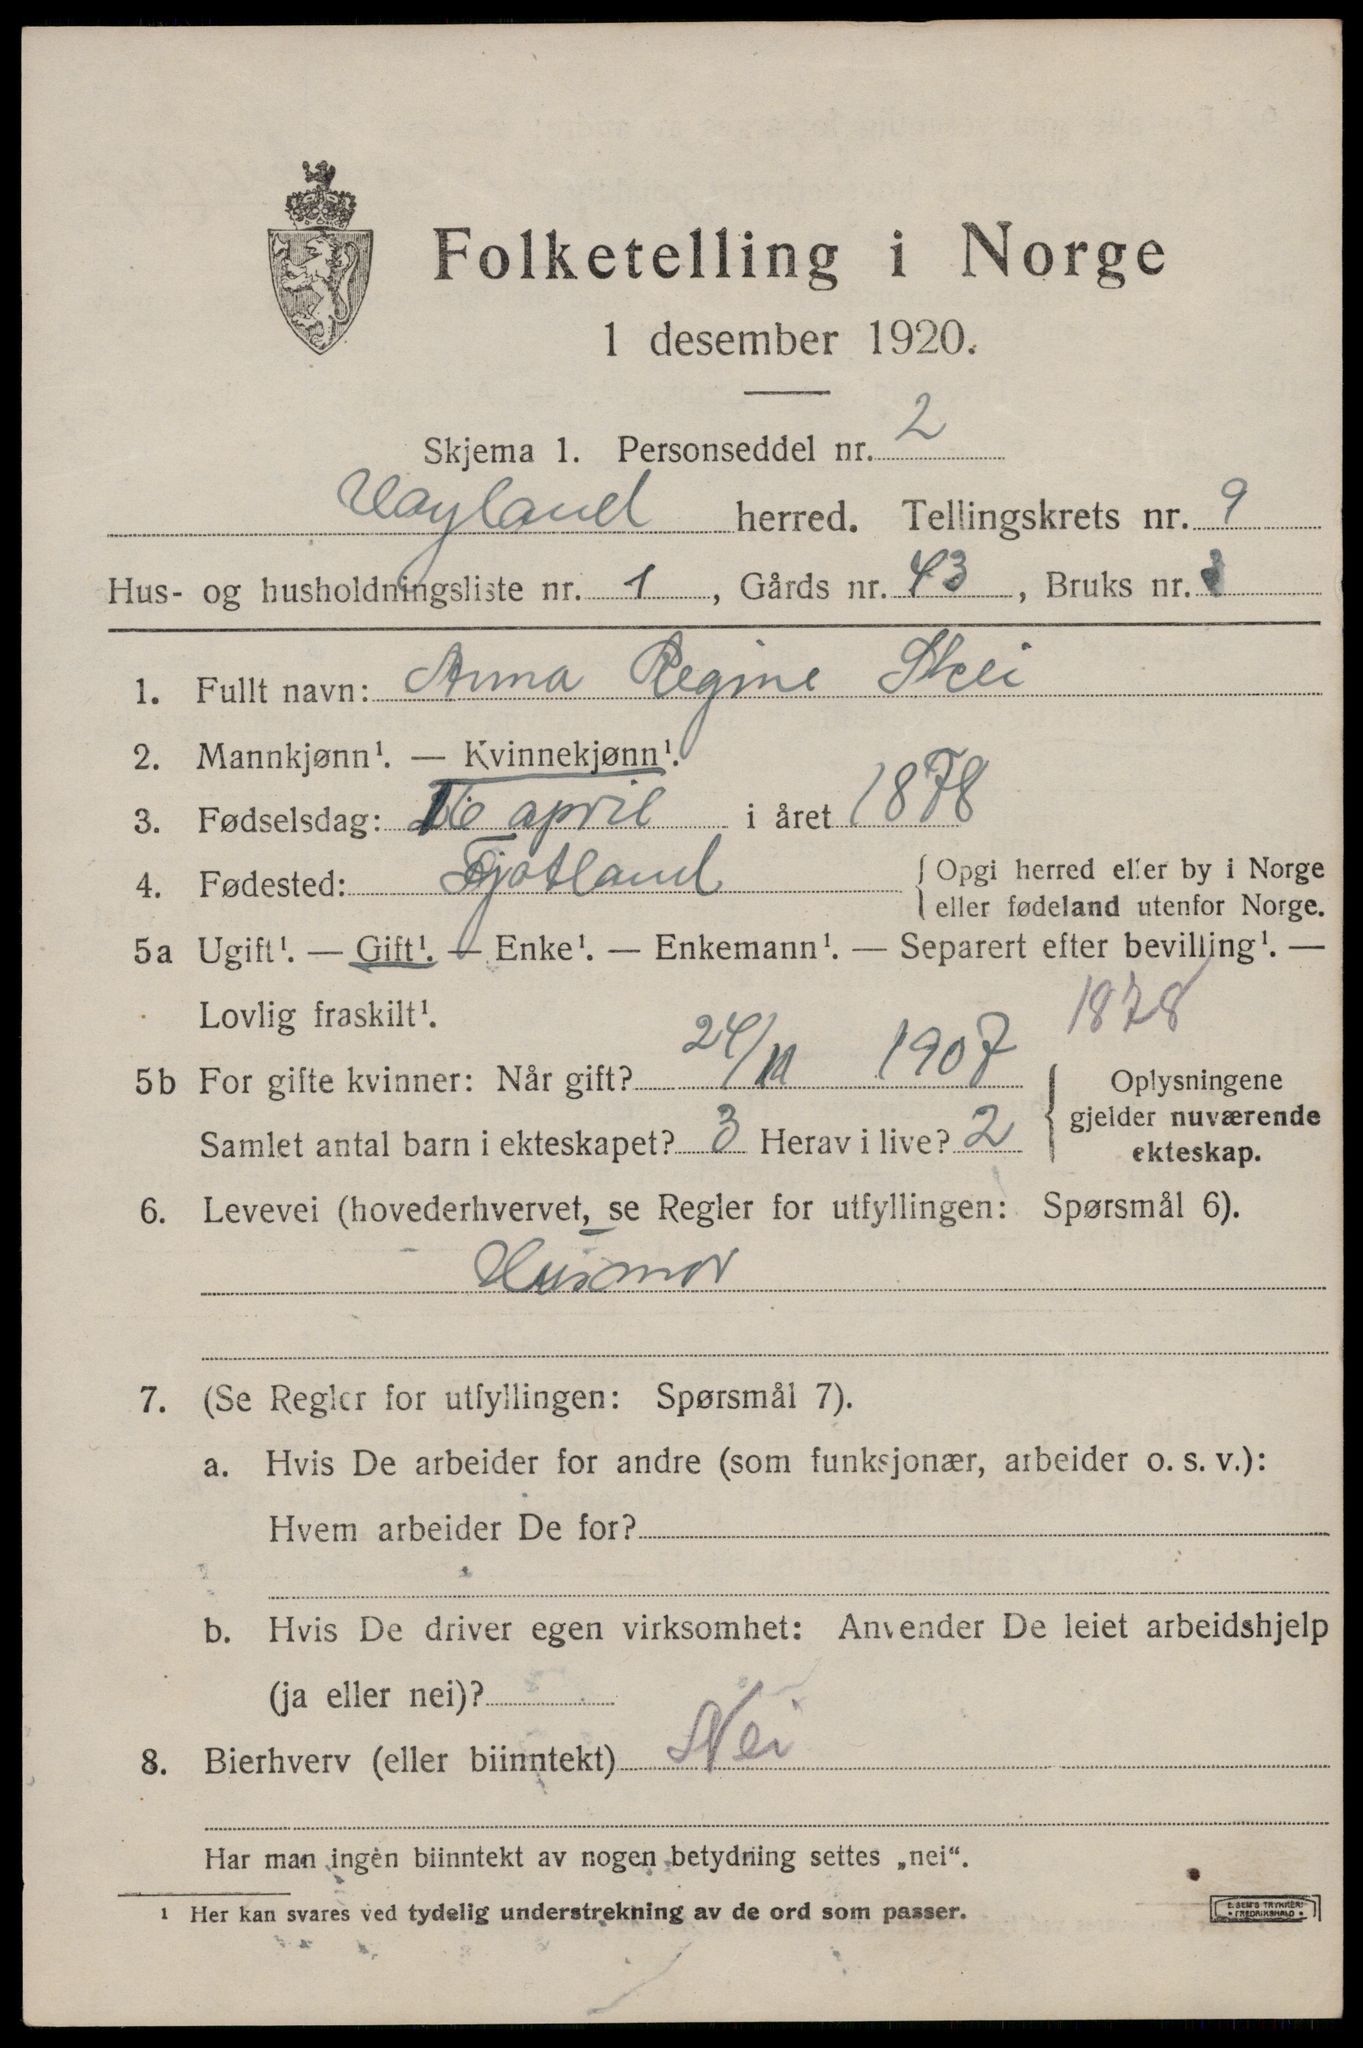 Folketelling i Norge
1 desember 1920.
Skjema 1. Personseddel nr. 2
Høyland herred. Tellingskrets nr. 9
Hus- og husholdningsliste nr. 1, Gårds nr. 43, Bruks nr.
1. Fullt navn: Anna Regine Skei
2. Mannkjønn¹. — Kvinnekjønn¹.
3. Fødselsdag: 16 april i året 1878
4. Fødested: Fjotland {Opgi herred eller by i Norge
eller fødeland utenfor Norge.
5a Ugift¹. — Gift¹. — Enke¹. — Enkemann¹. — Separert efter bevilling¹. —
Lovlig fraskilt¹. 1878
5b For gifte kvinner: Når gift? 24/11 1907 { Oplysningene
gjelder nuværende
Samlet antal barn i ekteskapet? 3 Herav i live? 2 ekteskap.
6. Levevei (hovederhvervet, se Regler for utfyllingen: Spørsmål 6).
Husmor
7. (Se Regler for utfyllingen: Spørsmål 7).
a. Hvis De arbeider for andre (som funksjonær, arbeider o. s. v.):
Hvem arbeider De for?
b. Hvis De driver egen virksomhet: Anvender De leiet arbeidshjelp
(ja eller nei)?
8. Bierhverv (eller biinntekt) Nei
Har man ingen biinntekt av nogen betydning settes „nei“.
¹ Her kan svares ved tydelig understrekning av de ord som passer.
E. SEM'S TRYKKERI
• FREDRIKSHALD •